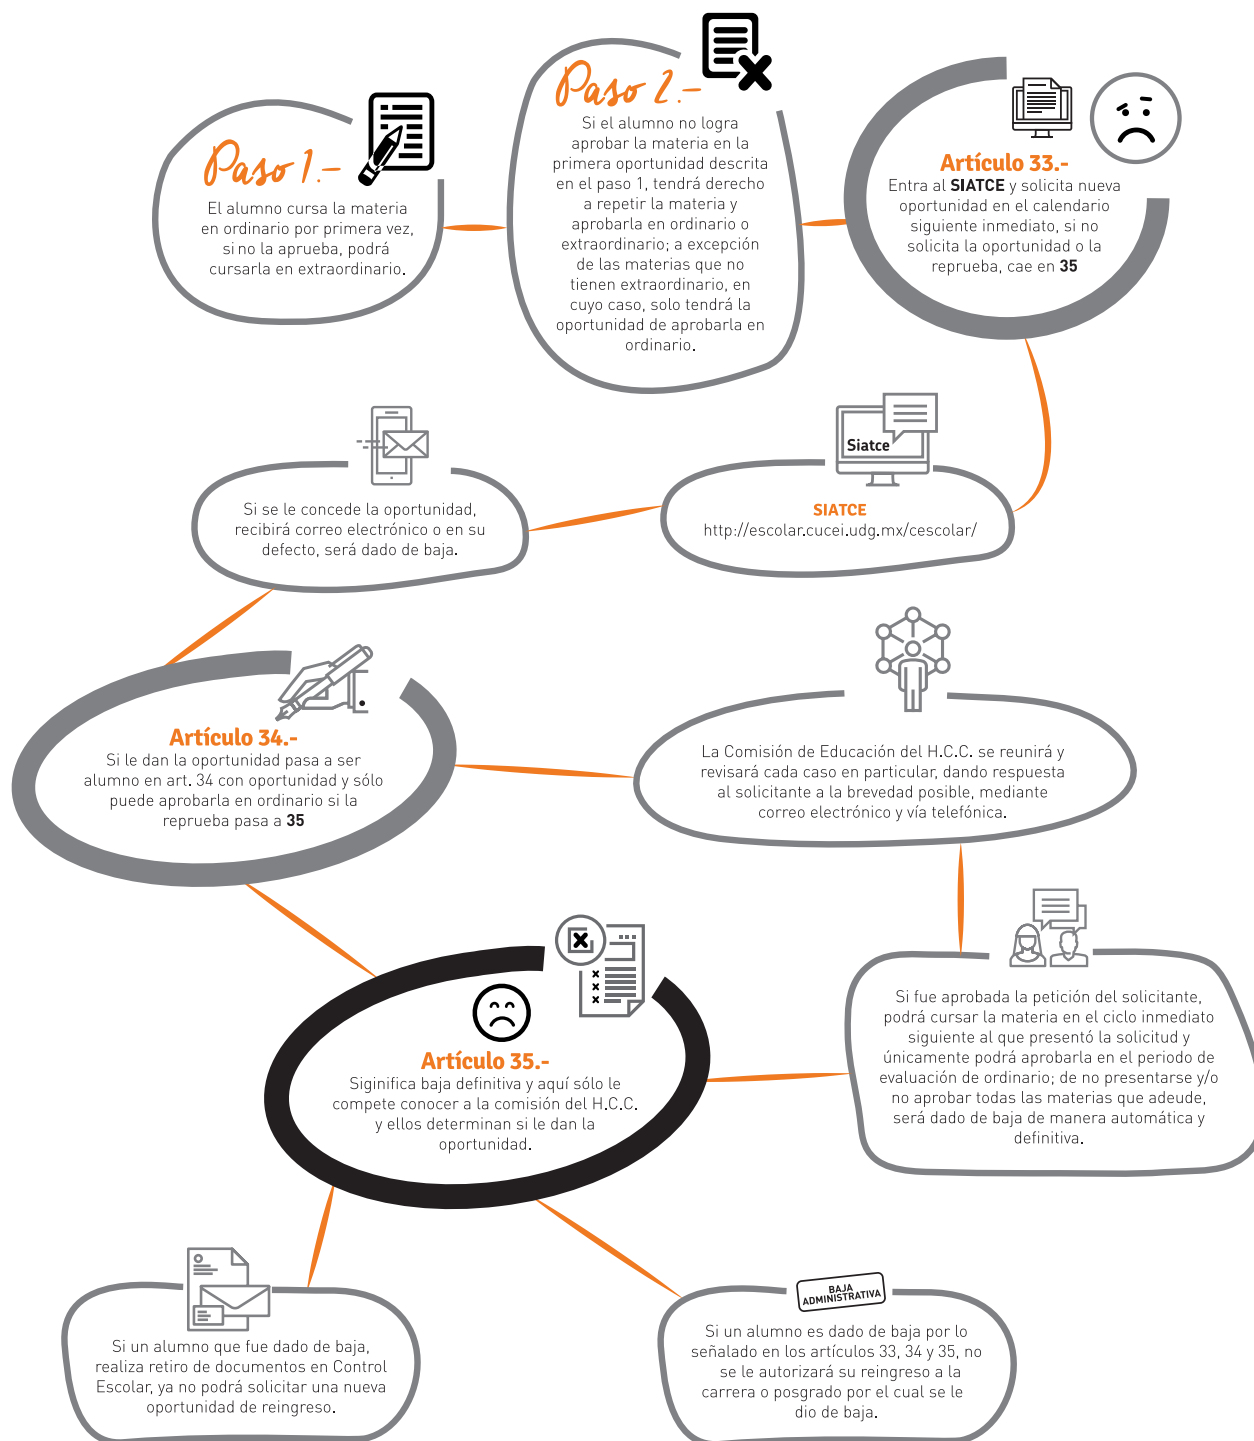 Paso 1.-
El alumno cursa la materia
en ordinario por primera vez,
si no la aprueba, podrá
cursarla en extraordinario.
Paso 2.-
Si el alumno no logra
aprobar la materia en la
primera oportunidad descrita
en el paso 1, tendrá derecho
a repetir la materia y
aprobarla en ordinario o
extraordinario; a excepción
de las materias que no
tienen extraordinario, en
cuyo caso, solo tendrá la
oportunidad de aprobarla en
ordinario.
Artículo 33.-
Entra al SIATCE y solicita nueva
oportunidad en el calendario
siguiente inmediato, si no
solicita la oportunidad o la
reprueba, cae en 35
Siatce
SIATCE
http://escolar.cucei.udg.mx/cescolar/
Si se le concede la oportunidad,
recibirá correo electrónico o en su
defecto, será dado de baja.
Artículo 34.-
Si le dan la oportunidad pasa a ser
alumno en art. 34 con oportunidad y sólo
puede aprobarla en ordinario si la
reprueba pasa a 35
La Comisión de Educación del H.C.C. se reunirá y
revisará cada caso en particular, dando respuesta
al solicitante a la brevedad posible, mediante
correo electrónico y vía telefónica.
Si fue aprobada la petición del solicitante,
podrá cursar la materia en el ciclo inmediato
siguiente al que presentó la solicitud y
únicamente podrá aprobarla en el periodo de
evaluación de ordinario; de no presentarse y/o
no aprobar todas las materias que adeude,
será dado de baja de manera automática y
definitiva.
Artículo 35.-
Siginifica baja definitiva y aquí sólo le
compete conocer a la comisión del H.C.C.
y ellos determinan si le dan la
oportunidad.
Si un alumno que fue dado de baja,
realiza retiro de documentos en Control
Escolar, ya no podrá solicitar una nueva
oportunidad de reingreso.
BAJA
ADMINISTRATIVA
Si un alumno es dado de baja por lo
señalado en los artículos 33, 34 y 35, no
se le autorizará su reingreso a la
carrera o posgrado por el cual se le
dio de baja.